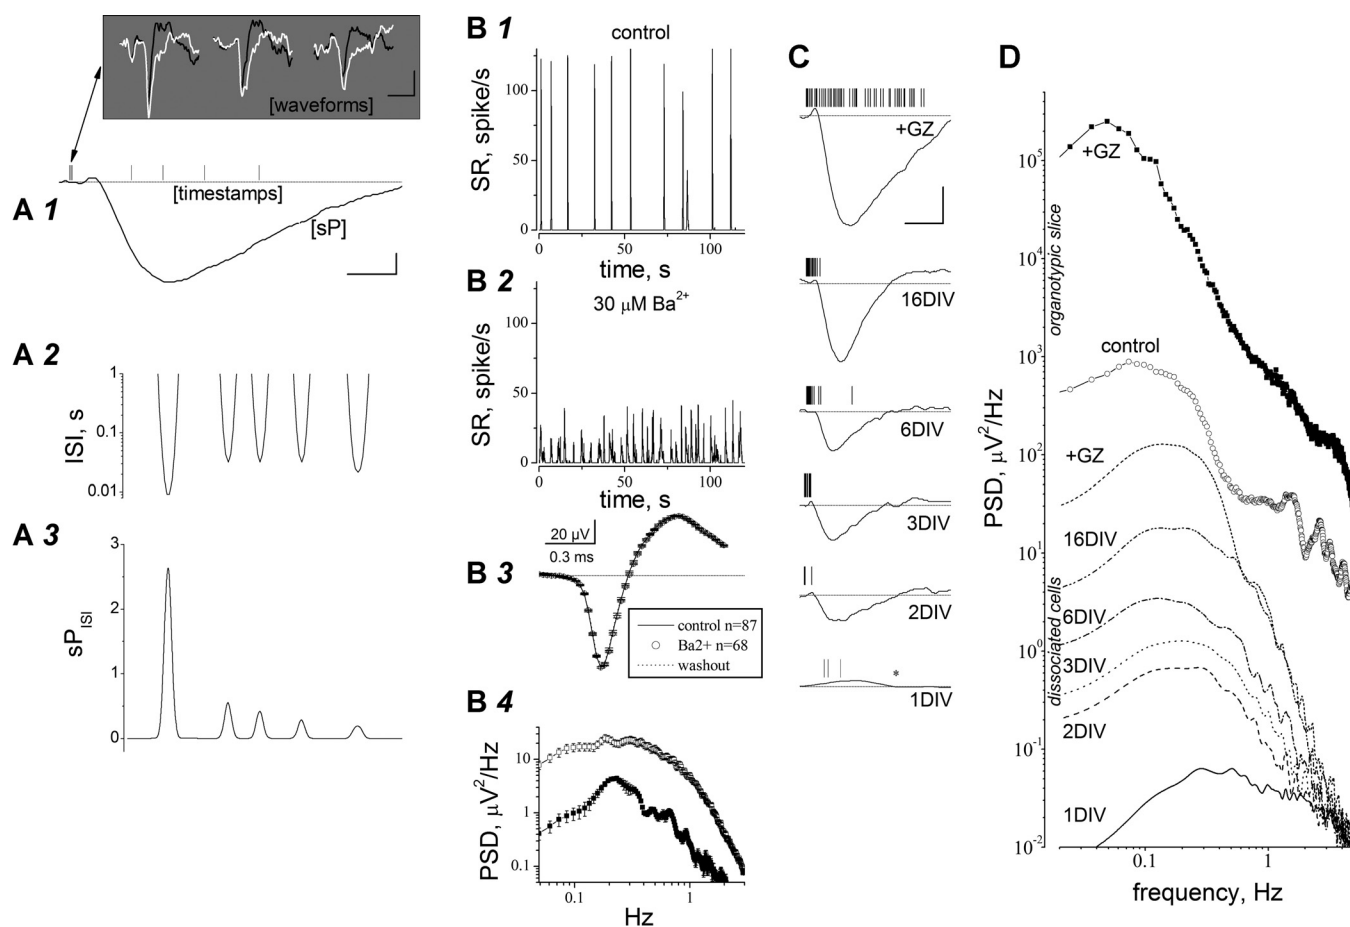 A 1
[waveforms]
[timestamps]
[sP]
A 2
ISI, s
1
0.1
0.01
A 3
sP_ISI
3
2
1
0
B 1
control
SR, spike/s
100
50
0
0
50
100
time, s
B 2
30 µM Ba²⁺
SR, spike/s
100
50
0
0
50
100
time, s
B 3
20 µV
0.3 ms
control n=87
Ba2+ n=68
washout
B 4
PSD, µV²/Hz
10
1
0.1
0.1
1
Hz
C
+GZ
16DIV
6DIV
3DIV
2DIV
*
1DIV
D
PSD, µV²/Hz
10⁵
10⁴
10³
10²
10¹
10⁰
10⁻¹
10⁻²
organotypic slice
dissociated cells
+GZ
control
+GZ
16DIV
6DIV
3DIV
2DIV
1DIV
0.1
1
frequency, Hz